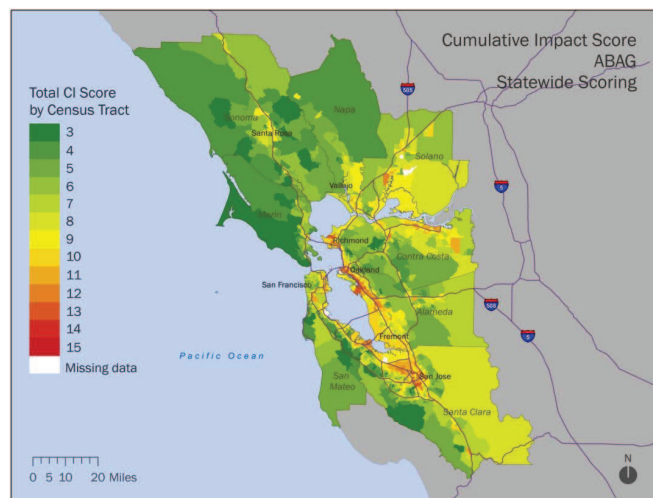 Cumulative Impact Score
ABAG
Statewide Scoring
Total CI Score
by Census Tract
3
4
5
6
7
8
9
10
11
12
13
14
15
Missing data
Sonoma
Napa
Santa Rosa
505
Solano
Vallejo
5
Marin
Richmond
Contra Costa
Oakland
San Francisco
Alameda
580
Fremont
5
Pacific Ocean
San
Mateo
San Jose
Santa Clara
0 5 10 20 Miles
N